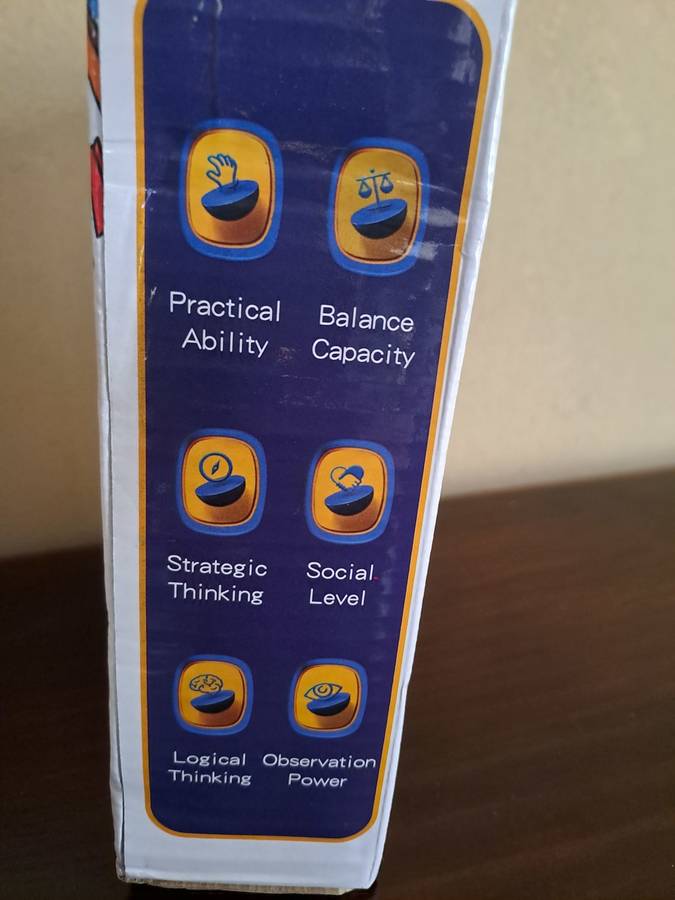 Practical
Ability
Balance
Capacity
Strategic
Thinking
Social
Level
Logical
Thinking
Observation
Power